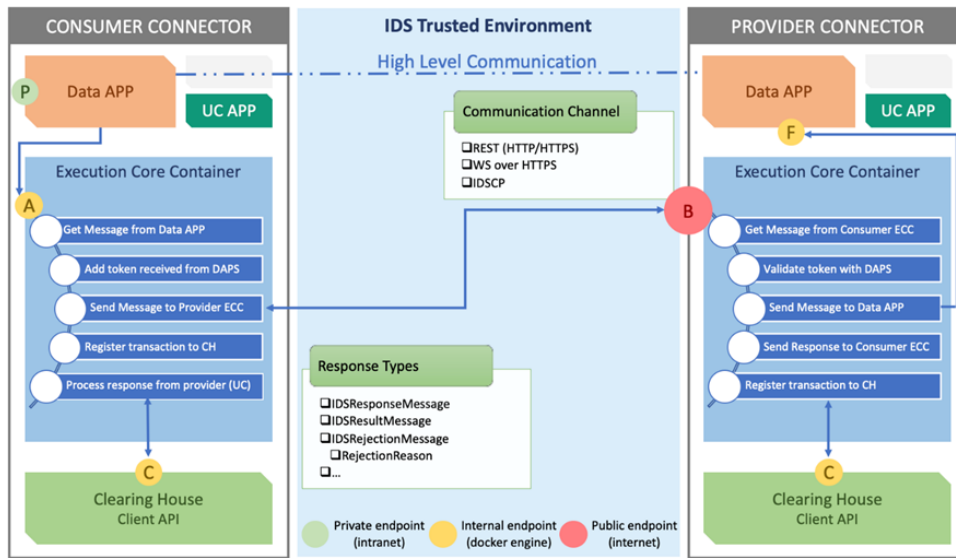 CONSUMER CONNECTOR
P
Data APP
UC APP
A
Execution Core Container
Get Message from Data APP
Add token received from DAPS
Send Message to Provider ECC
Register transaction to CH
Process response from provider (UC)
C
Clearing House
Client API
IDS Trusted Environment
High Level Communication
Communication Channel
❑REST (HTTP/HTTPS)
❑WS over HTTPS
❑IDSCP
Response Types
❑IDSResponseMessage
❑IDSResultMessage
❑IDSRejectionMessage
❑RejectionReason
❑...
Private endpoint
(intranet)
Internal endpoint
(docker engine)
Public endpoint
(internet)
PROVIDER CONNECTOR
Data APP
UC APP
F
Execution Core Container
B
Get Message from Consumer ECC
Validate token with DAPS
Send Message to Data APP
Send Response to Consumer ECC
Register transaction to CH
C
Clearing House
Client API